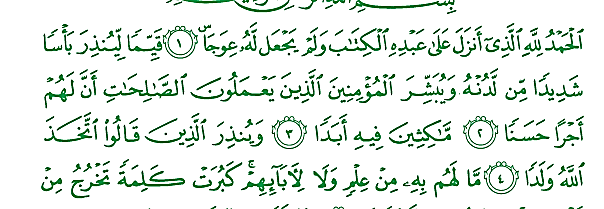 ٱلْحَمْدُ لِلَّهِ ٱلَّذِىٓ أَنزَلَ عَلَىٰ عَبْدِهِ ٱلْكِتَٰبَ وَلَمْ يَجْعَل لَّهُۥ عِوَجَاۜ ١ قَيِّمًا لِّيُنذِرَ بَأْسًا
شَدِيدًا مِّن لَّدُنْهُ وَيُبَشِّرَ ٱلْمُؤْمِنِينَ ٱلَّذِينَ يَعْمَلُونَ ٱلصَّٰلِحَٰتِ أَنَّ لَهُمْ
أَجْرًا حَسَنًا ٢ مَّٰكِثِينَ فِيهِ أَبَدًا ٣ وَيُنذِرَ ٱلَّذِينَ قَالُوا۟ ٱتَّخَذَ
ٱللَّهُ وَلَدًا ٤ مَّا لَهُم بِهِۦ مِنْ عِلْمٍ وَلَا لِـَٔابَآئِهِمْ ۚ كَبُرَتْ كَلِمَةً تَخْرُجُ مِنْ